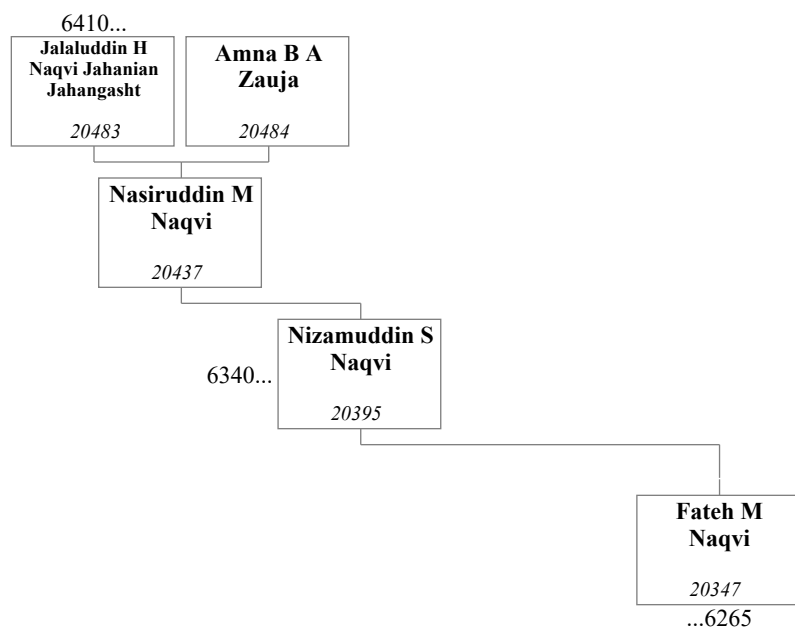 6410...
Jalaluddin H
Naqvi Jahanian
Jahangasht
20483
Amna B A
Zauja
20484
Nasiruddin M
Naqvi
20437
Nizamuddin S
Naqvi
6340...
20395
Fateh M
Naqvi
20347
...6265